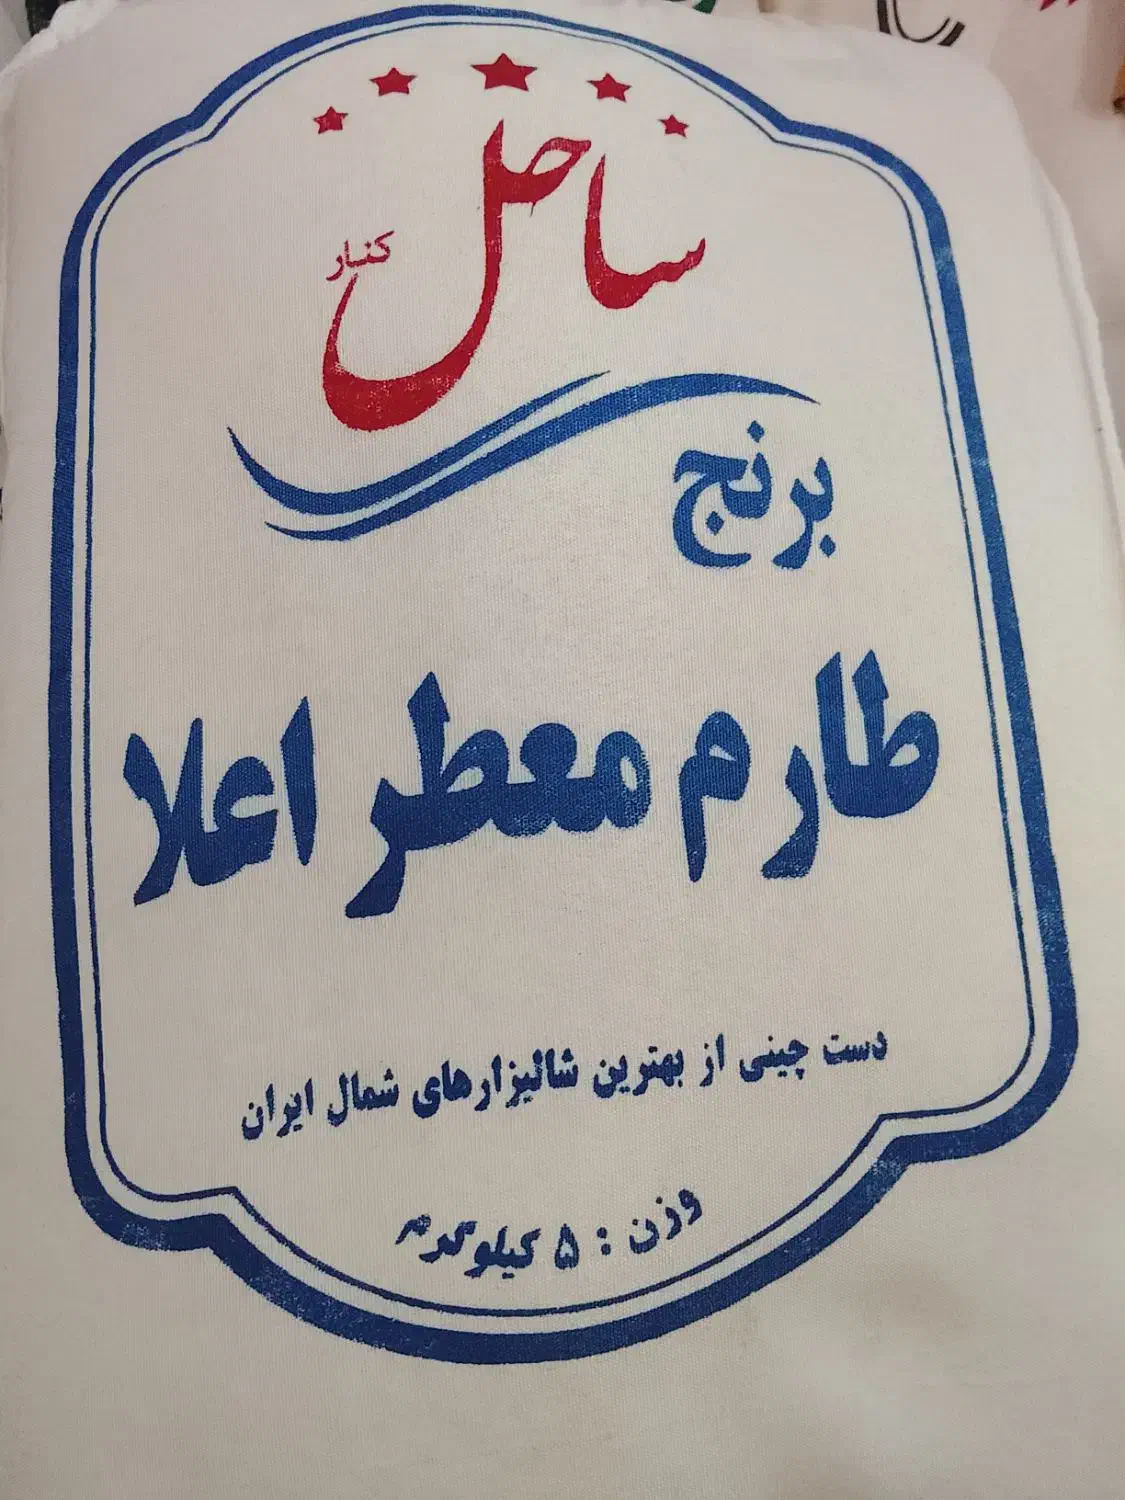 ساحل
کنار
برنج
طارم معطر اعلا
دست چینی از بهترین شالیزارهای شمال ایران
وزن : ۵ کیلوگرم